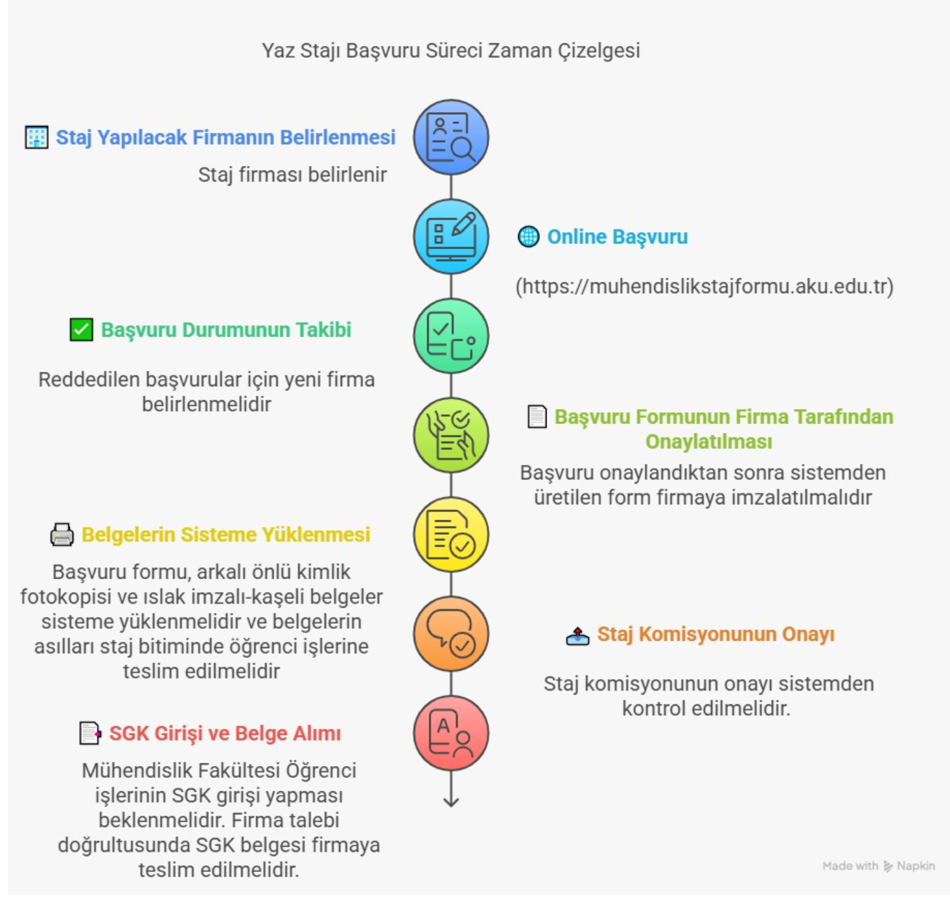 Yaz Stajı Başvuru Süreci Zaman Çizelgesi
Staj Yapılacak Firmanın Belirlenmesi
Staj firması belirlenir
Online Başvuru
(https://muhendislikstajformu.aku.edu.tr)
Başvuru Durumunun Takibi
Reddedilen başvurular için yeni firma
belirlenmelidir
Başvuru Formunun Firma Tarafından
Onaylatılması
Başvuru onaylandıktan sonra sistemden
üretilen form firmaya imzalatılmalıdır
Belgelerin Sisteme Yüklenmesi
Başvuru formu, arkalı önlü kimlik
fotokopisi ve ıslak imzalı-kaşeli belgeler
sisteme yüklenmelidir ve belgelerin
asılları staj bitiminde öğrenci işlerine
teslim edilmelidir
Staj Komisyonunun Onayı
Staj komisyonunun onayı sistemden
kontrol edilmelidir.
SGK Girişi ve Belge Alımı
Mühendislik Fakültesi Öğrenci
işlerinin SGK girişi yapması
beklenmelidir. Firma talebi
doğrultusunda SGK belgesi firmaya
teslim edilmelidir.
A
Made with Napkin